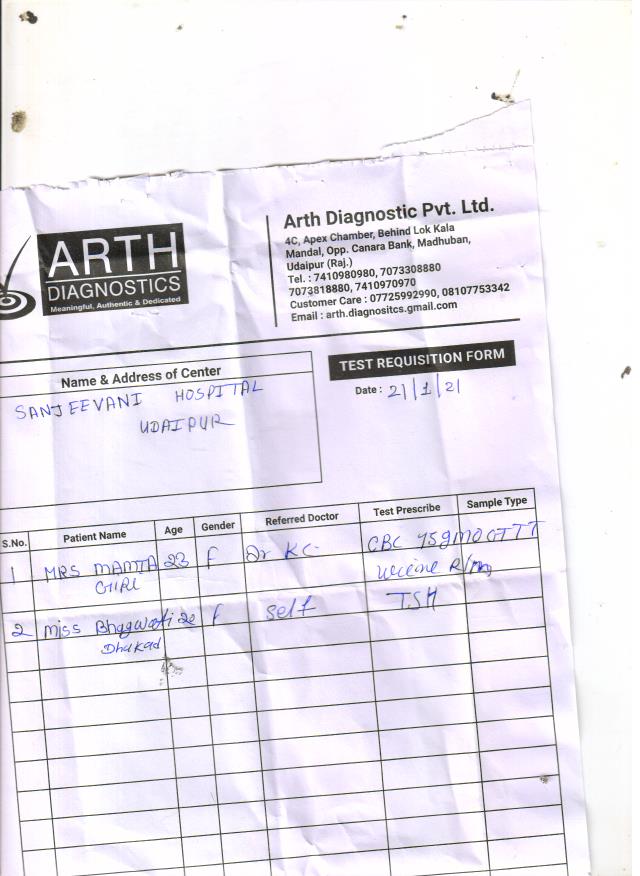 ARTH
DIAGNOSTICS
Meaningful, Authentic & Dedicated
Arth Diagnostic Pvt. Ltd.
4C, Apex Chamber, Behind Lok Kala
Mandal, Opp. Canara Bank, Madhuban,
Udaipur (Raj.)
Tel. : 7410980980, 7073308880
7073818880, 7410970970
Customer Care : 07725992990, 08107753342
Email : arth.diagnositcs.gmail.com
Name & Address of Center
SANJEEVANI HOSPITAL
UDAIPUR
TEST REQUISITION FORM
Date : 21/1/21
S.No. Patient Name Age Gender Referred Doctor Test Prescribe Sample Type
1 MRS MAMTA 23 F Dr KC CBC 75gm OGTT
GIRI R/m
2 Miss Bhagwati 20 F self TSH
Dhakad